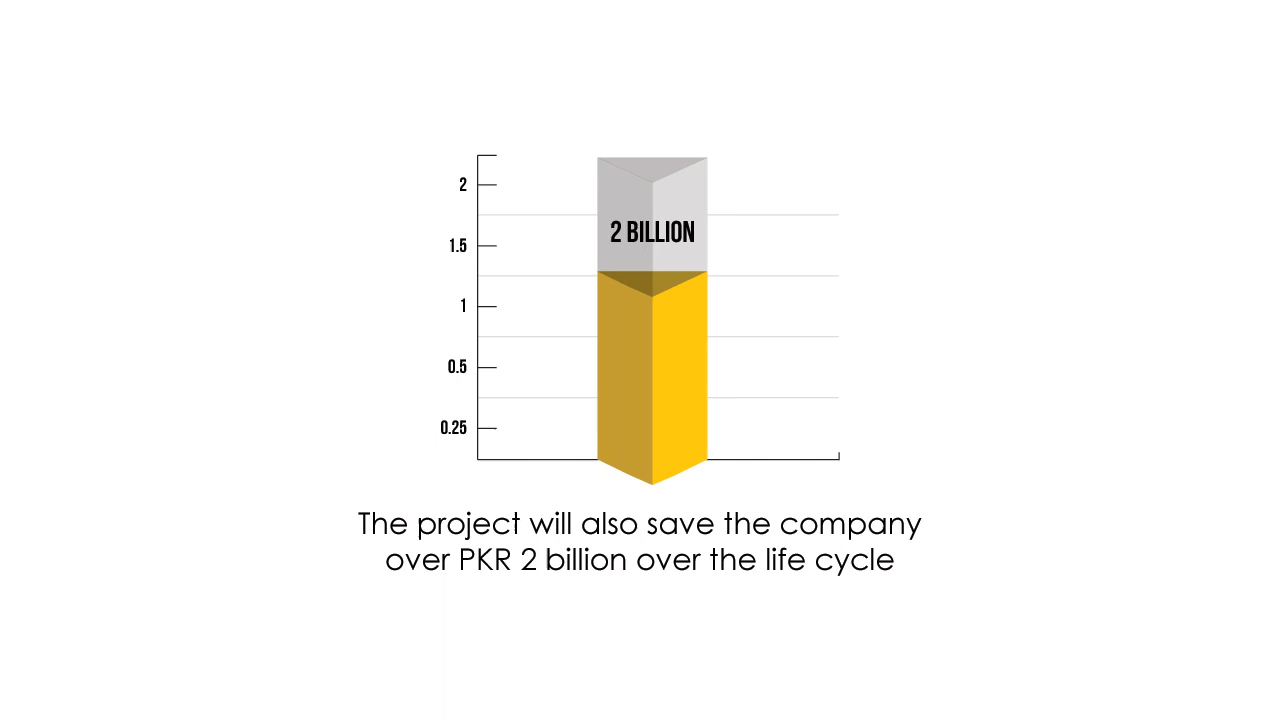 2
1.5
1
0.5
0.25
2 BILLION
The project will also save the company
over PKR 2 billion over the life cycle